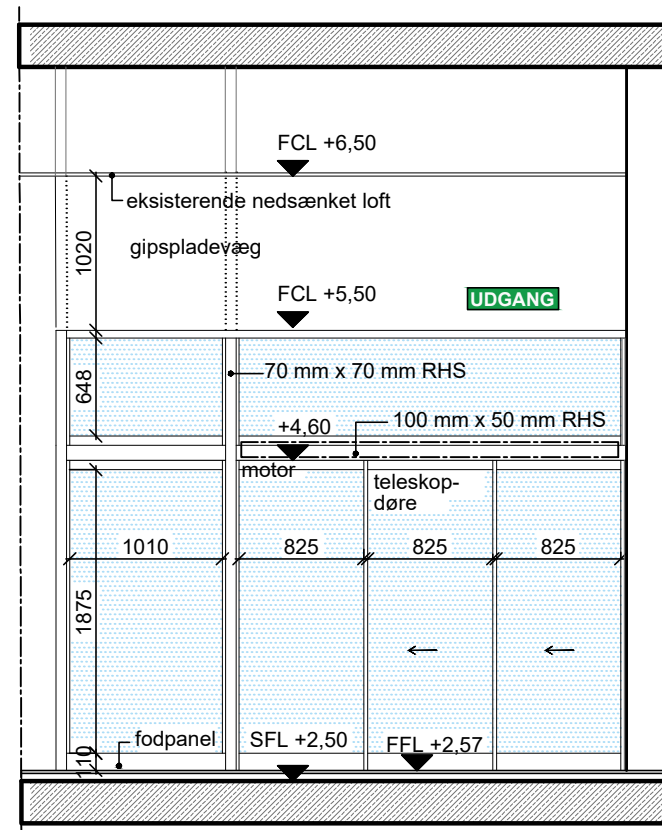 FCL +6,50
eksisterende nedsænket loft
gipspladevæg
1020
FCL +5,50
UDGANG
70 mm x 70 mm RHS
648
+4,60
100 mm x 50 mm RHS
motor
teleskop-
døre
1010
825
825
825
1875
fodpanel
SFL +2,50
FFL +2,57
110